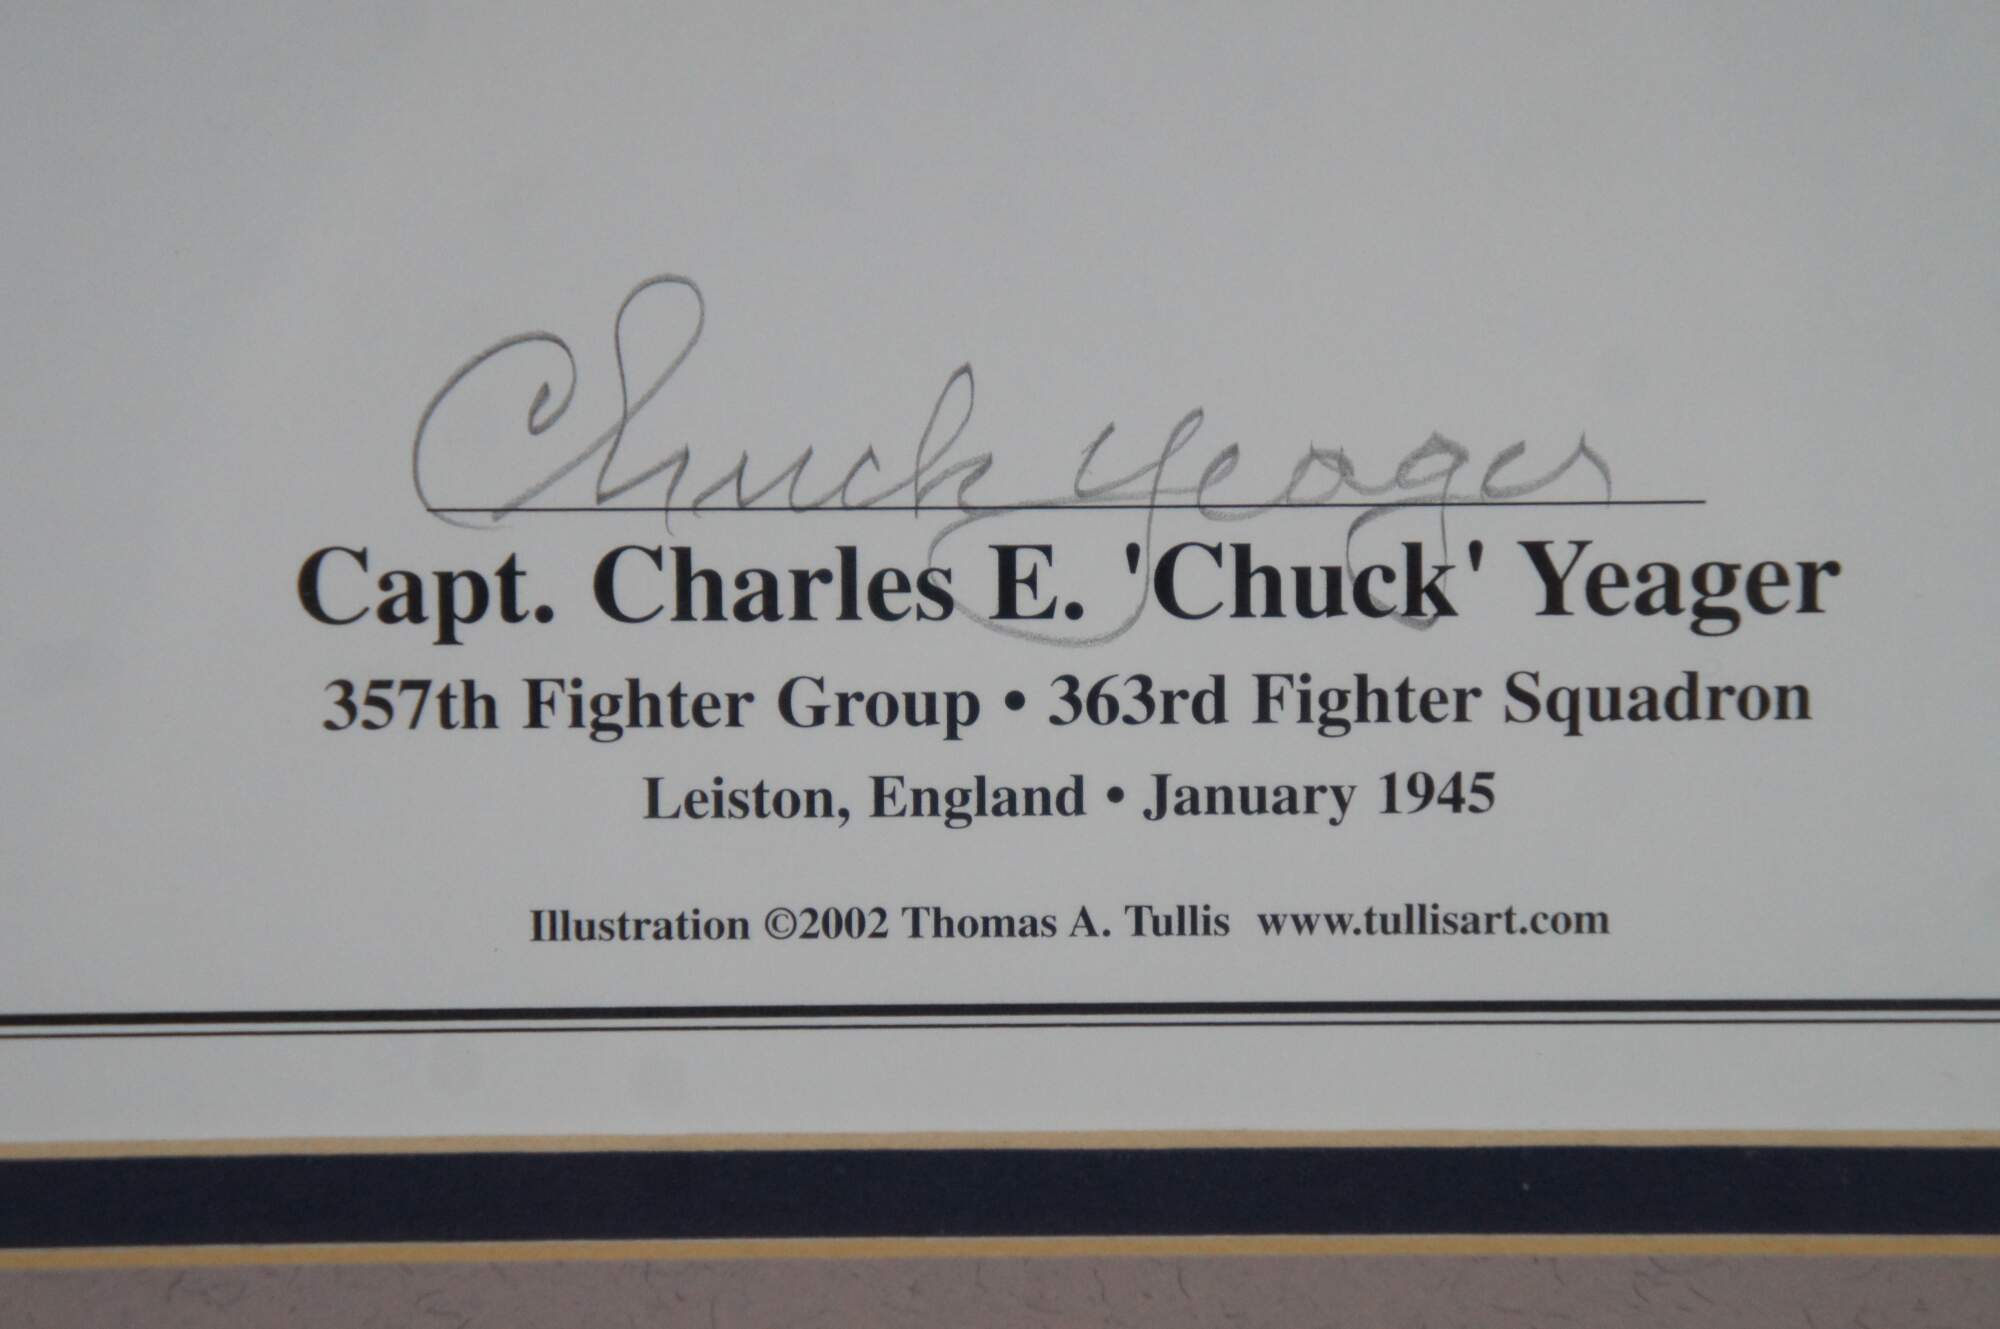 Chuck Yeager
Capt. Charles E. 'Chuck' Yeager
357th Fighter Group • 363rd Fighter Squadron
Leiston, England • January 1945
Illustration ©2002 Thomas A. Tullis www.tullisart.com